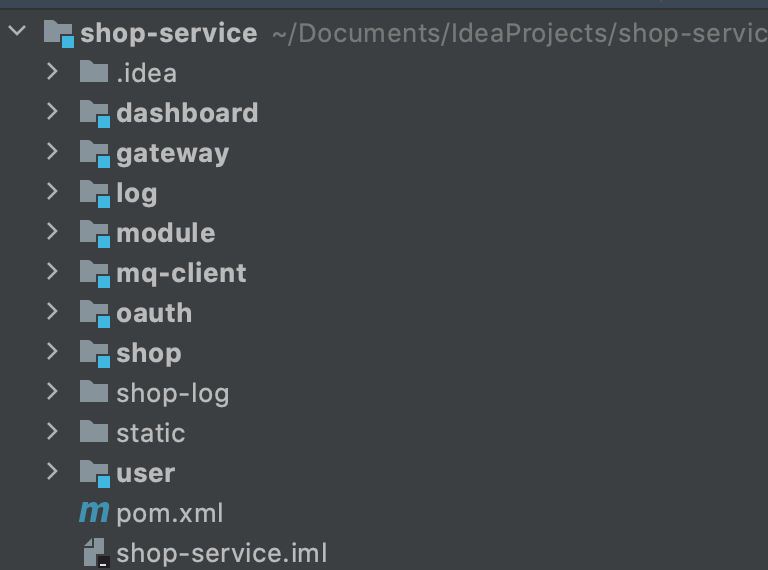 shop-service ~/Documents/IdeaProjects/shop-servic
.idea
dashboard
gateway
log
module
mq-client
oauth
shop
shop-log
static
user
pom.xml
shop-service.iml